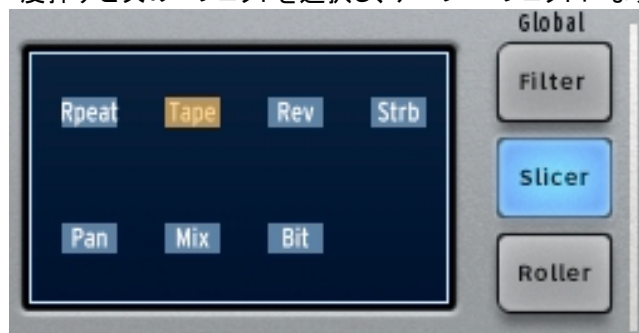 Global
Rpeat Tape Rev Strb
Filter
Slicer
Pan Mix Bit
Roller